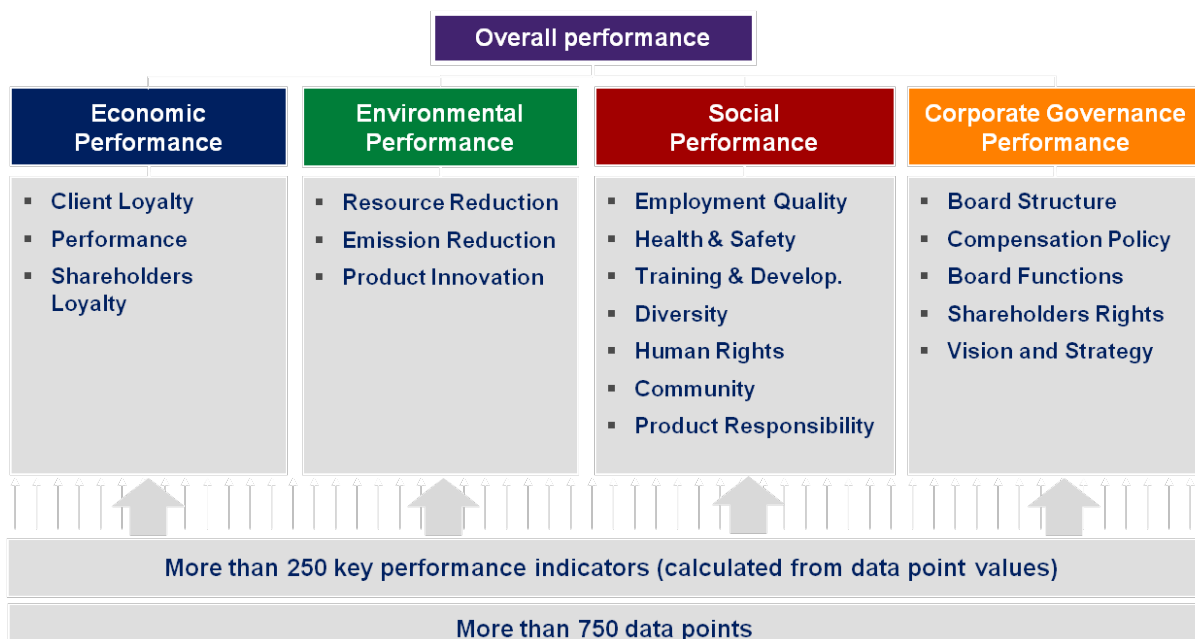 Overall performance
Economic
Performance
Environmental
Performance
Social
Performance
Corporate Governance
Performance
▪ Client Loyalty
▪ Performance
▪ Shareholders
Loyalty
▪ Resource Reduction
▪ Emission Reduction
▪ Product Innovation
▪ Employment Quality
▪ Health & Safety
▪ Training & Develop.
▪ Diversity
▪ Human Rights
▪ Community
▪ Product Responsibility
▪ Board Structure
▪ Compensation Policy
▪ Board Functions
▪ Shareholders Rights
▪ Vision and Strategy
More than 250 key performance indicators (calculated from data point values)
More than 750 data points